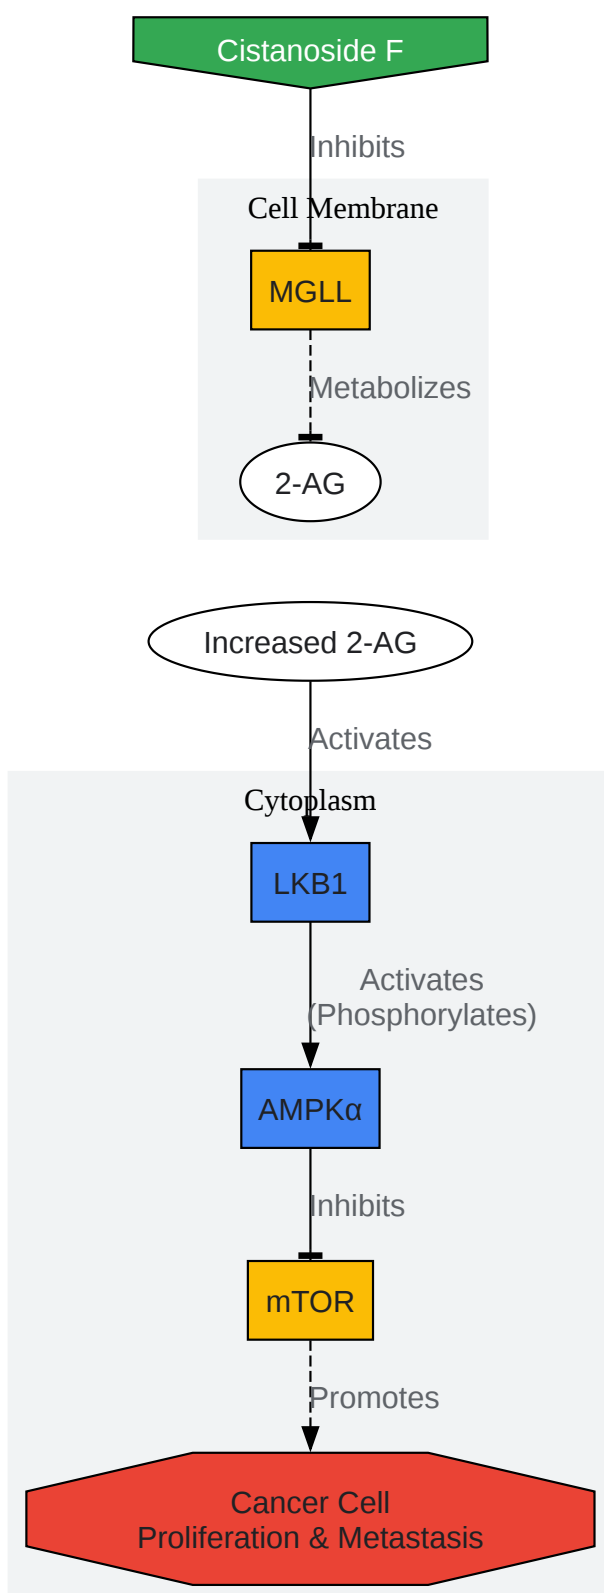 Cistanoside F
Inhibits
Cell Membrane
MGLL
Metabolizes
2-AG
Increased 2-AG
Activates
Cytoplasm
LKB1
Activates
(Phosphorylates)
AMPKα
Inhibits
mTOR
Promotes
Cancer Cell
Proliferation & Metastasis